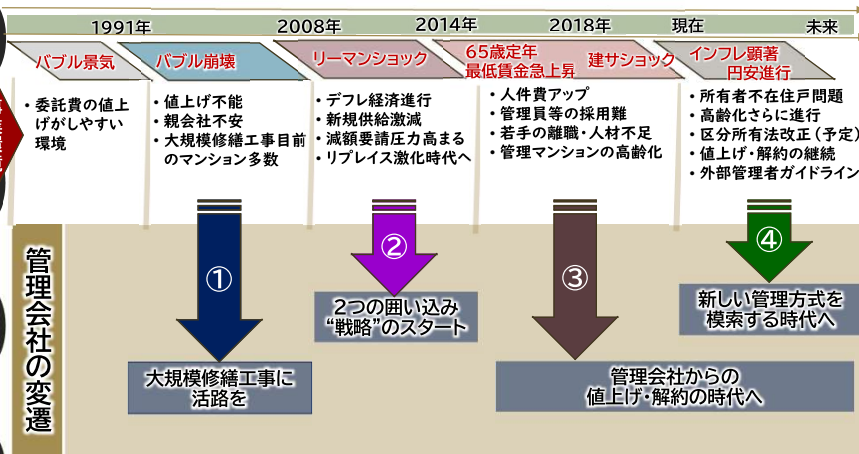 1991年
2008年
2014年
2018年
現在
未来
バブル景気
・委託費の値上
げがしやすい
環境
バブル崩壊
・値上げ不能
・親会社不安
・大規模修繕工事目前
のマンション多数
リーマンショック
・デフレ経済進行
・新規供給激減
・減額要請圧力高まる
・リプレイス激化時代へ
65歳定年
最低賃金急上昇
建サショック
・人件費アップ
・管理員等の採用難
・若手の離職・人材不足
・管理マンションの高齢化
インフレ顕著
円安進行
・所有者不在住戸問題
・高齢化さらに進行
・区分所有法改正(予定)
・値上げ・解約の継続
・外部管理者ガイドライン
管理会社の変遷
①
大規模修繕工事に
活路を
②
2つの囲い込み
“戦略”のスタート
③
管理会社からの
値上げ・解約の時代へ
④
新しい管理方式を
模索する時代へ